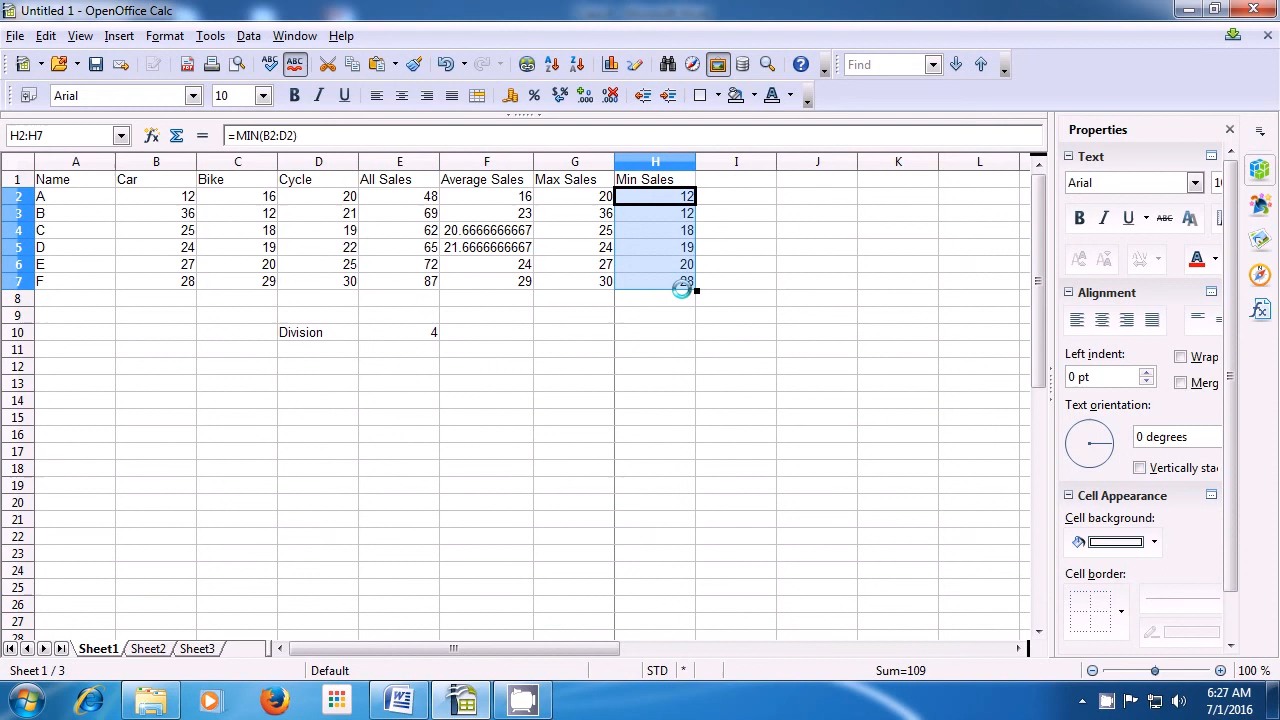 Untitled 1 - OpenOffice Calc
File Edit View Insert Format Tools Data Window Help
Find
Arial 10
H2:H7 =MIN(B2:D2)
A B C D E F G H I J K L
1 Name Car Bike Cycle All Sales Average Sales Max Sales Min Sales
2 A 12 16 20 48 16 20 12
3 B 36 12 21 69 23 36 12
4 C 25 18 19 62 20.6666666667 25 18
5 D 24 19 22 65 21.6666666667 24 19
6 E 27 20 25 72 24 27 20
7 F 28 29 30 87 29 30 28
8
9
10 Division 4
11
12
13
14
15
16
17
18
19
20
21
22
23
24
25
26
27
28
Sheet1 Sheet2 Sheet3
Sheet 1 / 3 Default STD * Sum=109 100 %
Properties
Text
Arial
Alignment
Left indent: Wrap
0 pt Merg
Text orientation:
0 degrees
Vertically sta
Cell Appearance
Cell background:
Cell border:
6:27 AM
7/1/2016